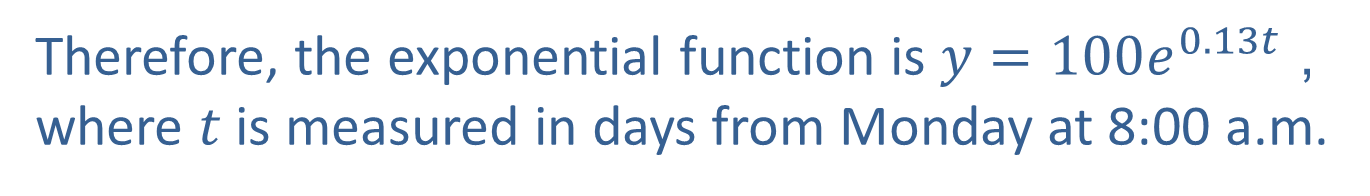 Therefore, the exponential function is y = 100e^{0.13t} ,
where t is measured in days from Monday at 8:00 a.m.